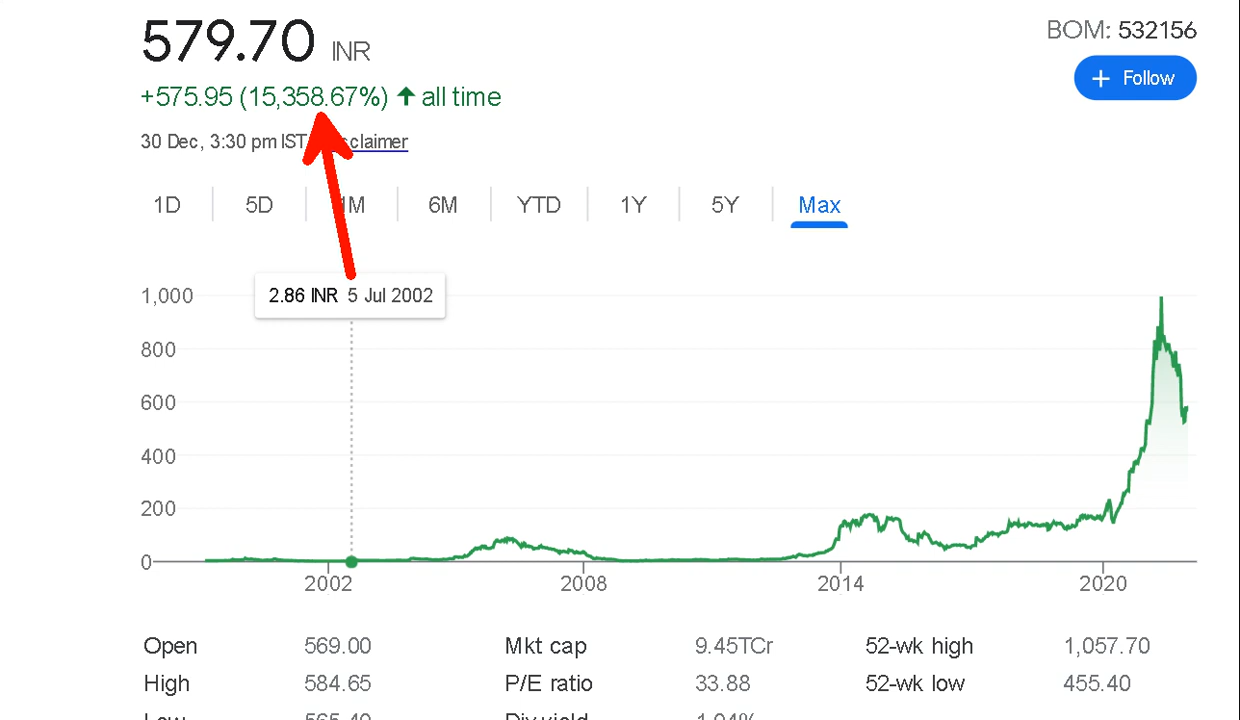 579.70 INR
BOM: 532156
+ Follow
+575.95 (15,358.67%) ↑ all time
30 Dec, 3:30 pm IST claimer
1D 5D 1M 6M YTD 1Y 5Y Max
2.86 INR 5 Jul 2002
1,000
800
600
400
200
0
2002 2008 2014 2020
Open 569.00 Mkt cap 9.45TCr 52-wk high 1,057.70
High 584.65 P/E ratio 33.88 52-wk low 455.40